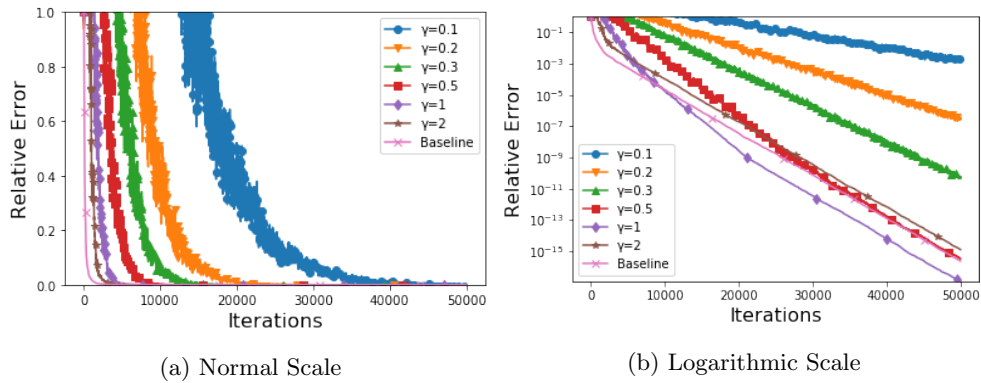 1.0
0.8
0.6
0.4
0.2
0.0
Relative Error
0
10000
20000
30000
40000
50000
Iterations
γ=0.1
γ=0.2
γ=0.3
γ=0.5
γ=1
γ=2
Baseline
(a) Normal Scale
10⁻¹
10⁻³
10⁻⁵
10⁻⁷
10⁻⁹
10⁻¹¹
10⁻¹³
10⁻¹⁵
Relative Error
0
10000
20000
30000
40000
50000
Iterations
γ=0.1
γ=0.2
γ=0.3
γ=0.5
γ=1
γ=2
Baseline
(b) Logarithmic Scale